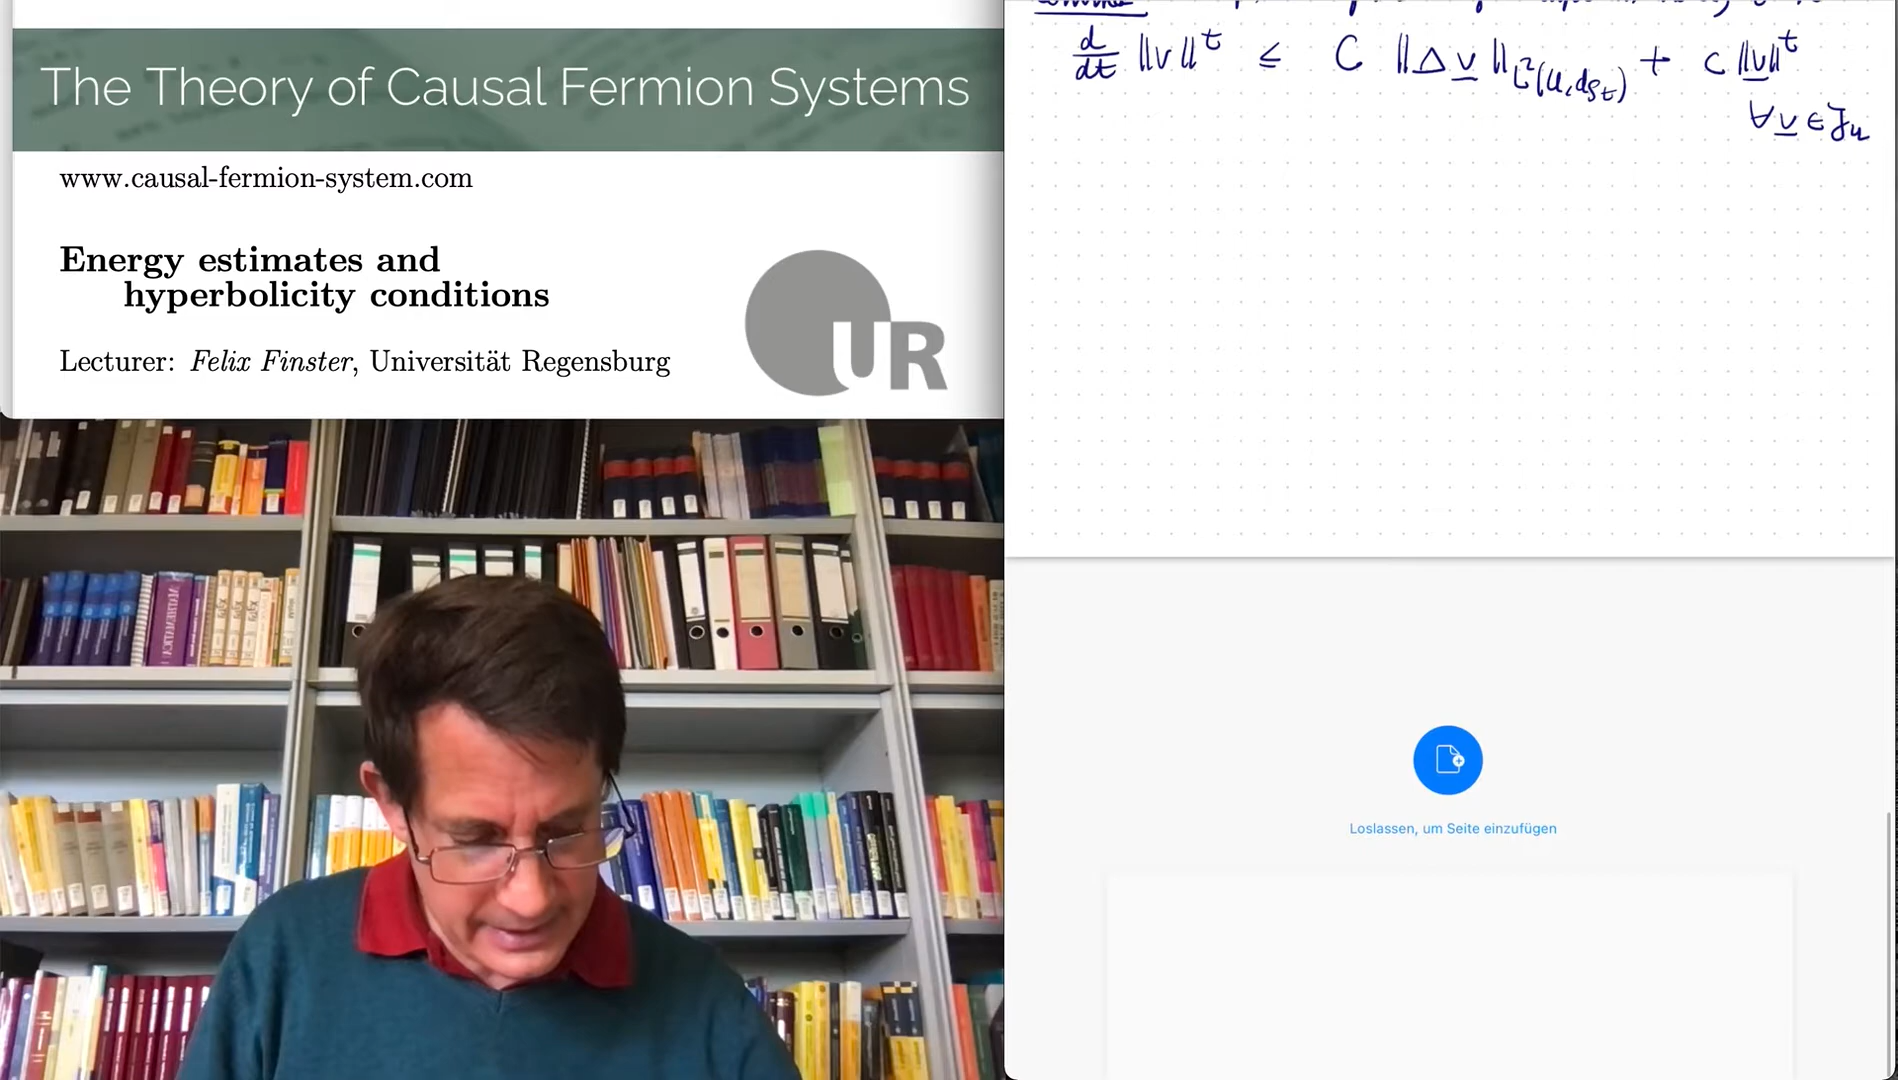 The Theory of Causal Fermion Systems
www.causal-fermion-system.com
Energy estimates and
hyperbolicity conditions
Lecturer: Felix Finster, Universität Regensburg
UR
d/dt ‖v‖^t ≤ C ‖Δ v‖_{L²(U, dρ_t)} + c ‖v‖^t
∀ v ∈ J_U
Loslassen, um Seite einzufügen